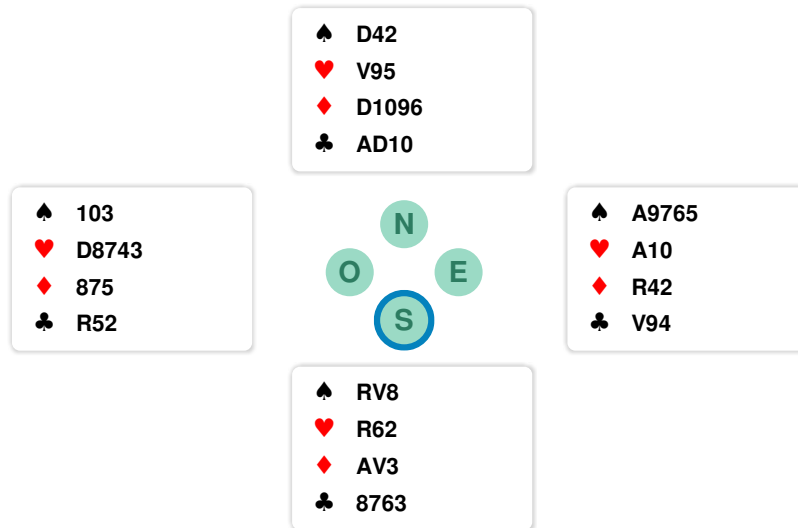 ♠ D42
♥ V95
♦ D1096
♣ AD10
♠ 103
♥ D8743
♦ 875
♣ R52
N
O E
S
♠ A9765
♥ A10
♦ R42
♣ V94
♠ RV8
♥ R62
♦ AV3
♣ 8763